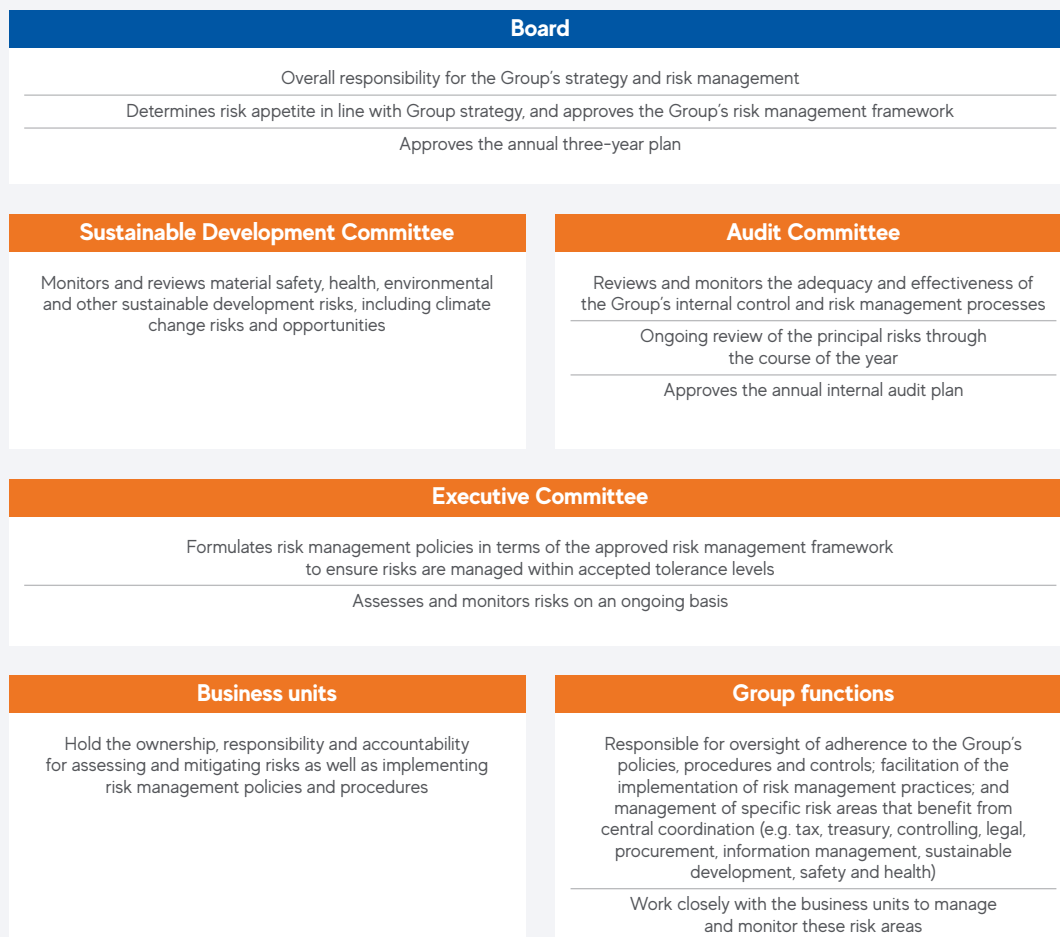 Board
Overall responsibility for the Group's strategy and risk management
Determines risk appetite in line with Group strategy, and approves the Group's risk management framework
Approves the annual three-year plan
Sustainable Development Committee
Monitors and reviews material safety, health, environmental
and other sustainable development risks, including climate
change risks and opportunities
Audit Committee
Reviews and monitors the adequacy and effectiveness of
the Group's internal control and risk management processes
Ongoing review of the principal risks through
the course of the year
Approves the annual internal audit plan
Executive Committee
Formulates risk management policies in terms of the approved risk management framework
to ensure risks are managed within accepted tolerance levels
Assesses and monitors risks on an ongoing basis
Business units
Hold the ownership, responsibility and accountability
for assessing and mitigating risks as well as implementing
risk management policies and procedures
Group functions
Responsible for oversight of adherence to the Group's
policies, procedures and controls; facilitation of the
implementation of risk management practices; and
management of specific risk areas that benefit from
central coordination (e.g. tax, treasury, controlling, legal,
procurement, information management, sustainable
development, safety and health)
Work closely with the business units to manage
and monitor these risk areas